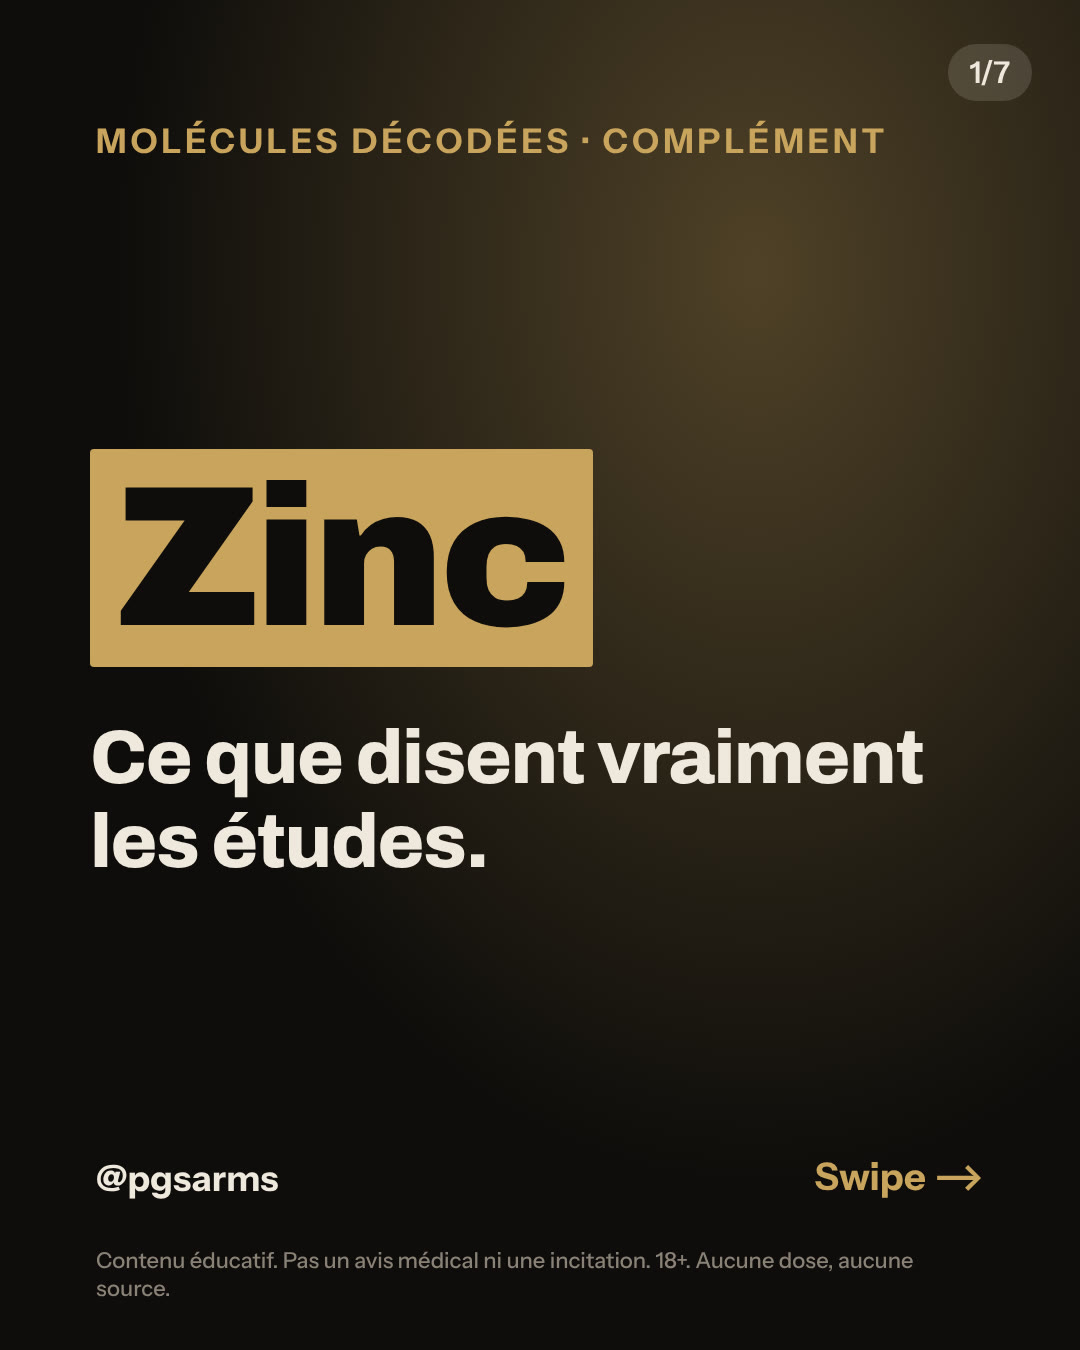 1/7
MOLÉCULES DÉCODÉES · COMPLÉMENT
Zinc
Ce que disent vraiment
les études.
@pgsarms
Swipe →
Contenu éducatif. Pas un avis médical ni une incitation. 18+. Aucune dose, aucune
source.